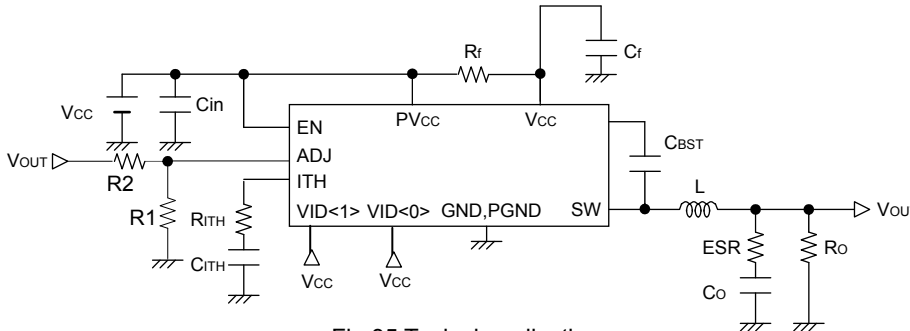 Rf
Cf
VCC
Cin
PVCC
VCC
EN
ADJ
ITH
VOUT
R2
R1
RITH
CITH
VID<1>
VID<0>
GND,PGND
SW
VCC
VCC
CBST
L
VOU
ESR
RO
CO